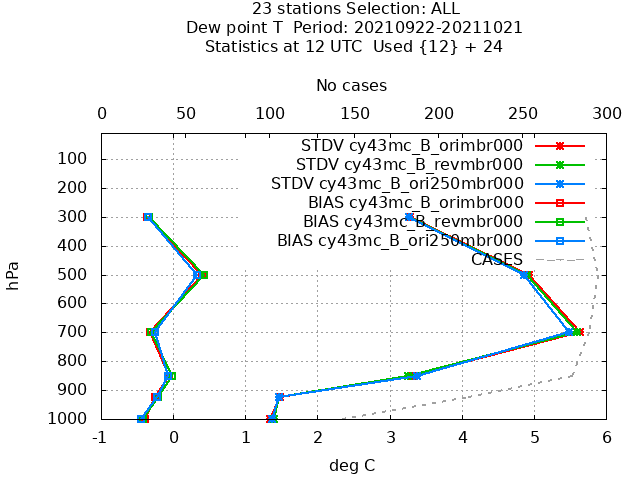 23 stations Selection: ALL
Dew point T  Period: 20210922-20211021
Statistics at 12 UTC  Used {12} + 24
No cases
0 50 100 150 200 250 300
STDV cy43mc_B_orimbr000
STDV cy43mc_B_revmbr000
STDV cy43mc_B_ori250mbr000
BIAS cy43mc_B_orimbr000
BIAS cy43mc_B_revmbr000
BIAS cy43mc_B_ori250mbr000
CASES
hPa
100
200
300
400
500
600
700
800
900
1000
-1 0 1 2 3 4 5 6
deg C